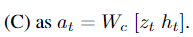 (C) as a_t = W_c [z_t h_t].